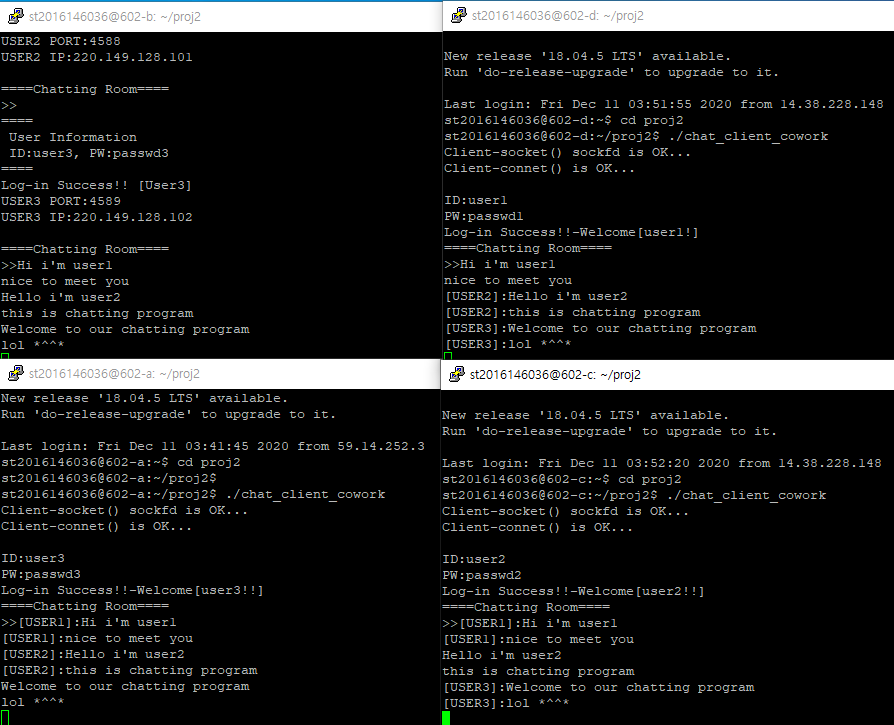 st2016146036@602-b: ~/proj2
USER2 PORT:4588
USER2 IP:220.149.128.101
====Chatting Room====
>>
====
User Information
ID:user3, PW:passwd3
====
Log-in Success!! [User3]
USER3 PORT:4589
USER3 IP:220.149.128.102
====Chatting Room====
>>Hi i'm user1
nice to meet you
Hello i'm user2
this is chatting program
Welcome to our chatting program
lol *^^*
st2016146036@602-d: ~/proj2
New release '18.04.5 LTS' available.
Run 'do-release-upgrade' to upgrade to it.
Last login: Fri Dec 11 03:51:55 2020 from 14.38.228.148
st2016146036@602-d:~$ cd proj2
st2016146036@602-d:~/proj2$ ./chat_client_cowork
Client-socket() sockfd is OK...
Client-connet() is OK...
ID:user1
PW:passwd1
Log-in Success!!-Welcome[user1!]
====Chatting Room====
>>Hi i'm user1
nice to meet you
[USER2]:Hello i'm user2
[USER2]:this is chatting program
[USER3]:Welcome to our chatting program
[USER3]:lol *^^*
st2016146036@602-a: ~/proj2
New release '18.04.5 LTS' available.
Run 'do-release-upgrade' to upgrade to it.
Last login: Fri Dec 11 03:41:45 2020 from 59.14.252.3
st2016146036@602-a:~$ cd proj2
st2016146036@602-a:~/proj2$
st2016146036@602-a:~/proj2$ ./chat_client_cowork
Client-socket() sockfd is OK...
Client-connet() is OK...
ID:user3
PW:passwd3
Log-in Success!!-Welcome[user3!!]
====Chatting Room====
>>[USER1]:Hi i'm user1
[USER1]:nice to meet you
[USER2]:Hello i'm user2
[USER2]:this is chatting program
Welcome to our chatting program
lol *^^*
st2016146036@602-c: ~/proj2
New release '18.04.5 LTS' available.
Run 'do-release-upgrade' to upgrade to it.
Last login: Fri Dec 11 03:52:20 2020 from 14.38.228.148
st2016146036@602-c:~$ cd proj2
st2016146036@602-c:~/proj2$ ./chat_client_cowork
Client-socket() sockfd is OK...
Client-connet() is OK...
ID:user2
PW:passwd2
Log-in Success!!-Welcome[user2!!]
====Chatting Room====
>>[USER1]:Hi i'm user1
[USER1]:nice to meet you
Hello i'm user2
this is chatting program
[USER3]:Welcome to our chatting program
[USER3]:lol *^^*